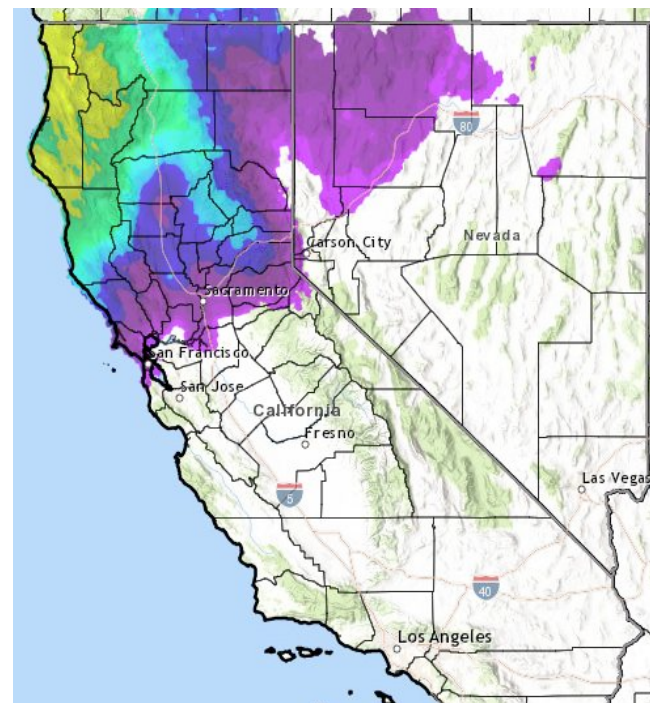 80
Nevada
Carson City
Sacramento
San Francisco
San Jose
California
Fresno
Las Vegas
5
40
Los Angeles